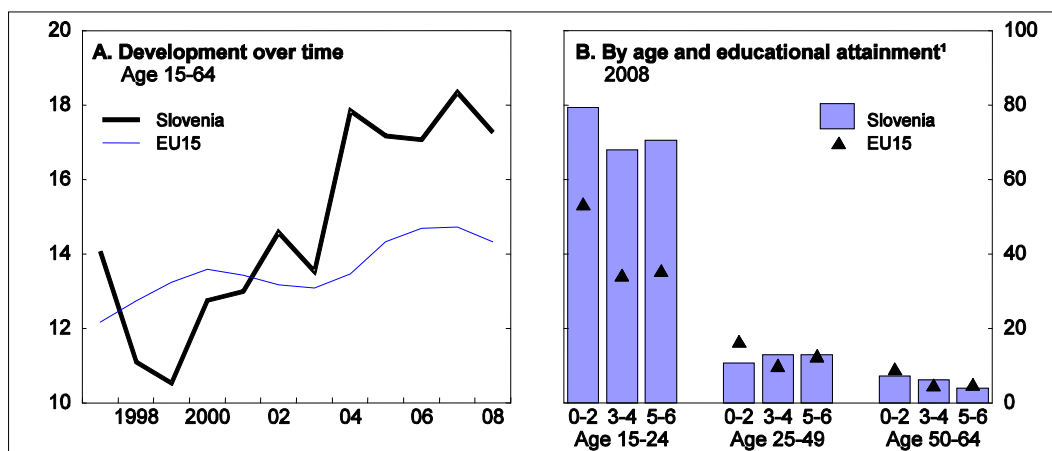 A. Development over time
Age 15-64
Slovenia
EU15
20
18
16
14
12
10
1998 2000 02 04 06 08
B. By age and educational attainment¹
2008
Slovenia
EU15
100
80
60
40
20
0
0-2 3-4 5-6 0-2 3-4 5-6 0-2 3-4 5-6
Age 15-24 Age 25-49 Age 50-64